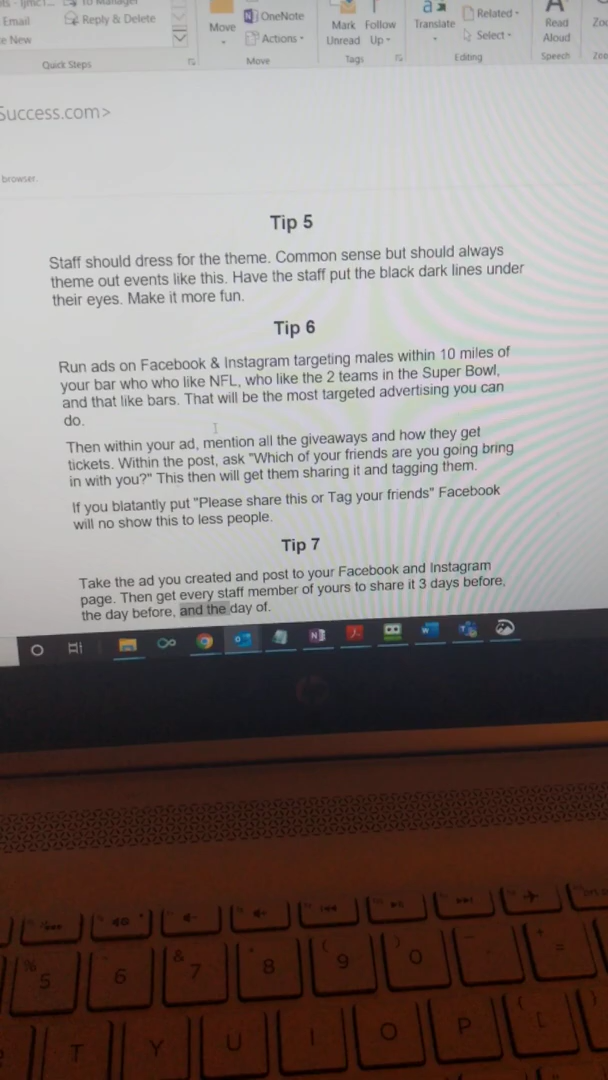 To Manager
Email
Reply & Delete
New
Quick Steps
Move
OneNote
Actions
Move
Mark
Unread
Follow
Up
Tags
Translate
Related
Select
Editing
Read
Aloud
Speech
Success.com>
browser.
Tip 5
Staff should dress for the theme. Common sense but should always
theme out events like this. Have the staff put the black dark lines under
their eyes. Make it more fun.
Tip 6
Run ads on Facebook & Instagram targeting males within 10 miles of
your bar who who like NFL, who like the 2 teams in the Super Bowl,
and that like bars. That will be the most targeted advertising you can
do.
Then within your ad, mention all the giveaways and how they get
tickets. Within the post, ask "Which of your friends are you going bring
in with you?" This then will get them sharing it and tagging them.
If you blatantly put "Please share this or Tag your friends" Facebook
will no show this to less people.
Tip 7
Take the ad you created and post to your Facebook and Instagram
page. Then get every staff member of yours to share it 3 days before,
the day before, and the day of.
% 5
6
& 7
* 8
( 9
) 0
+ =
T Y U I O P { [